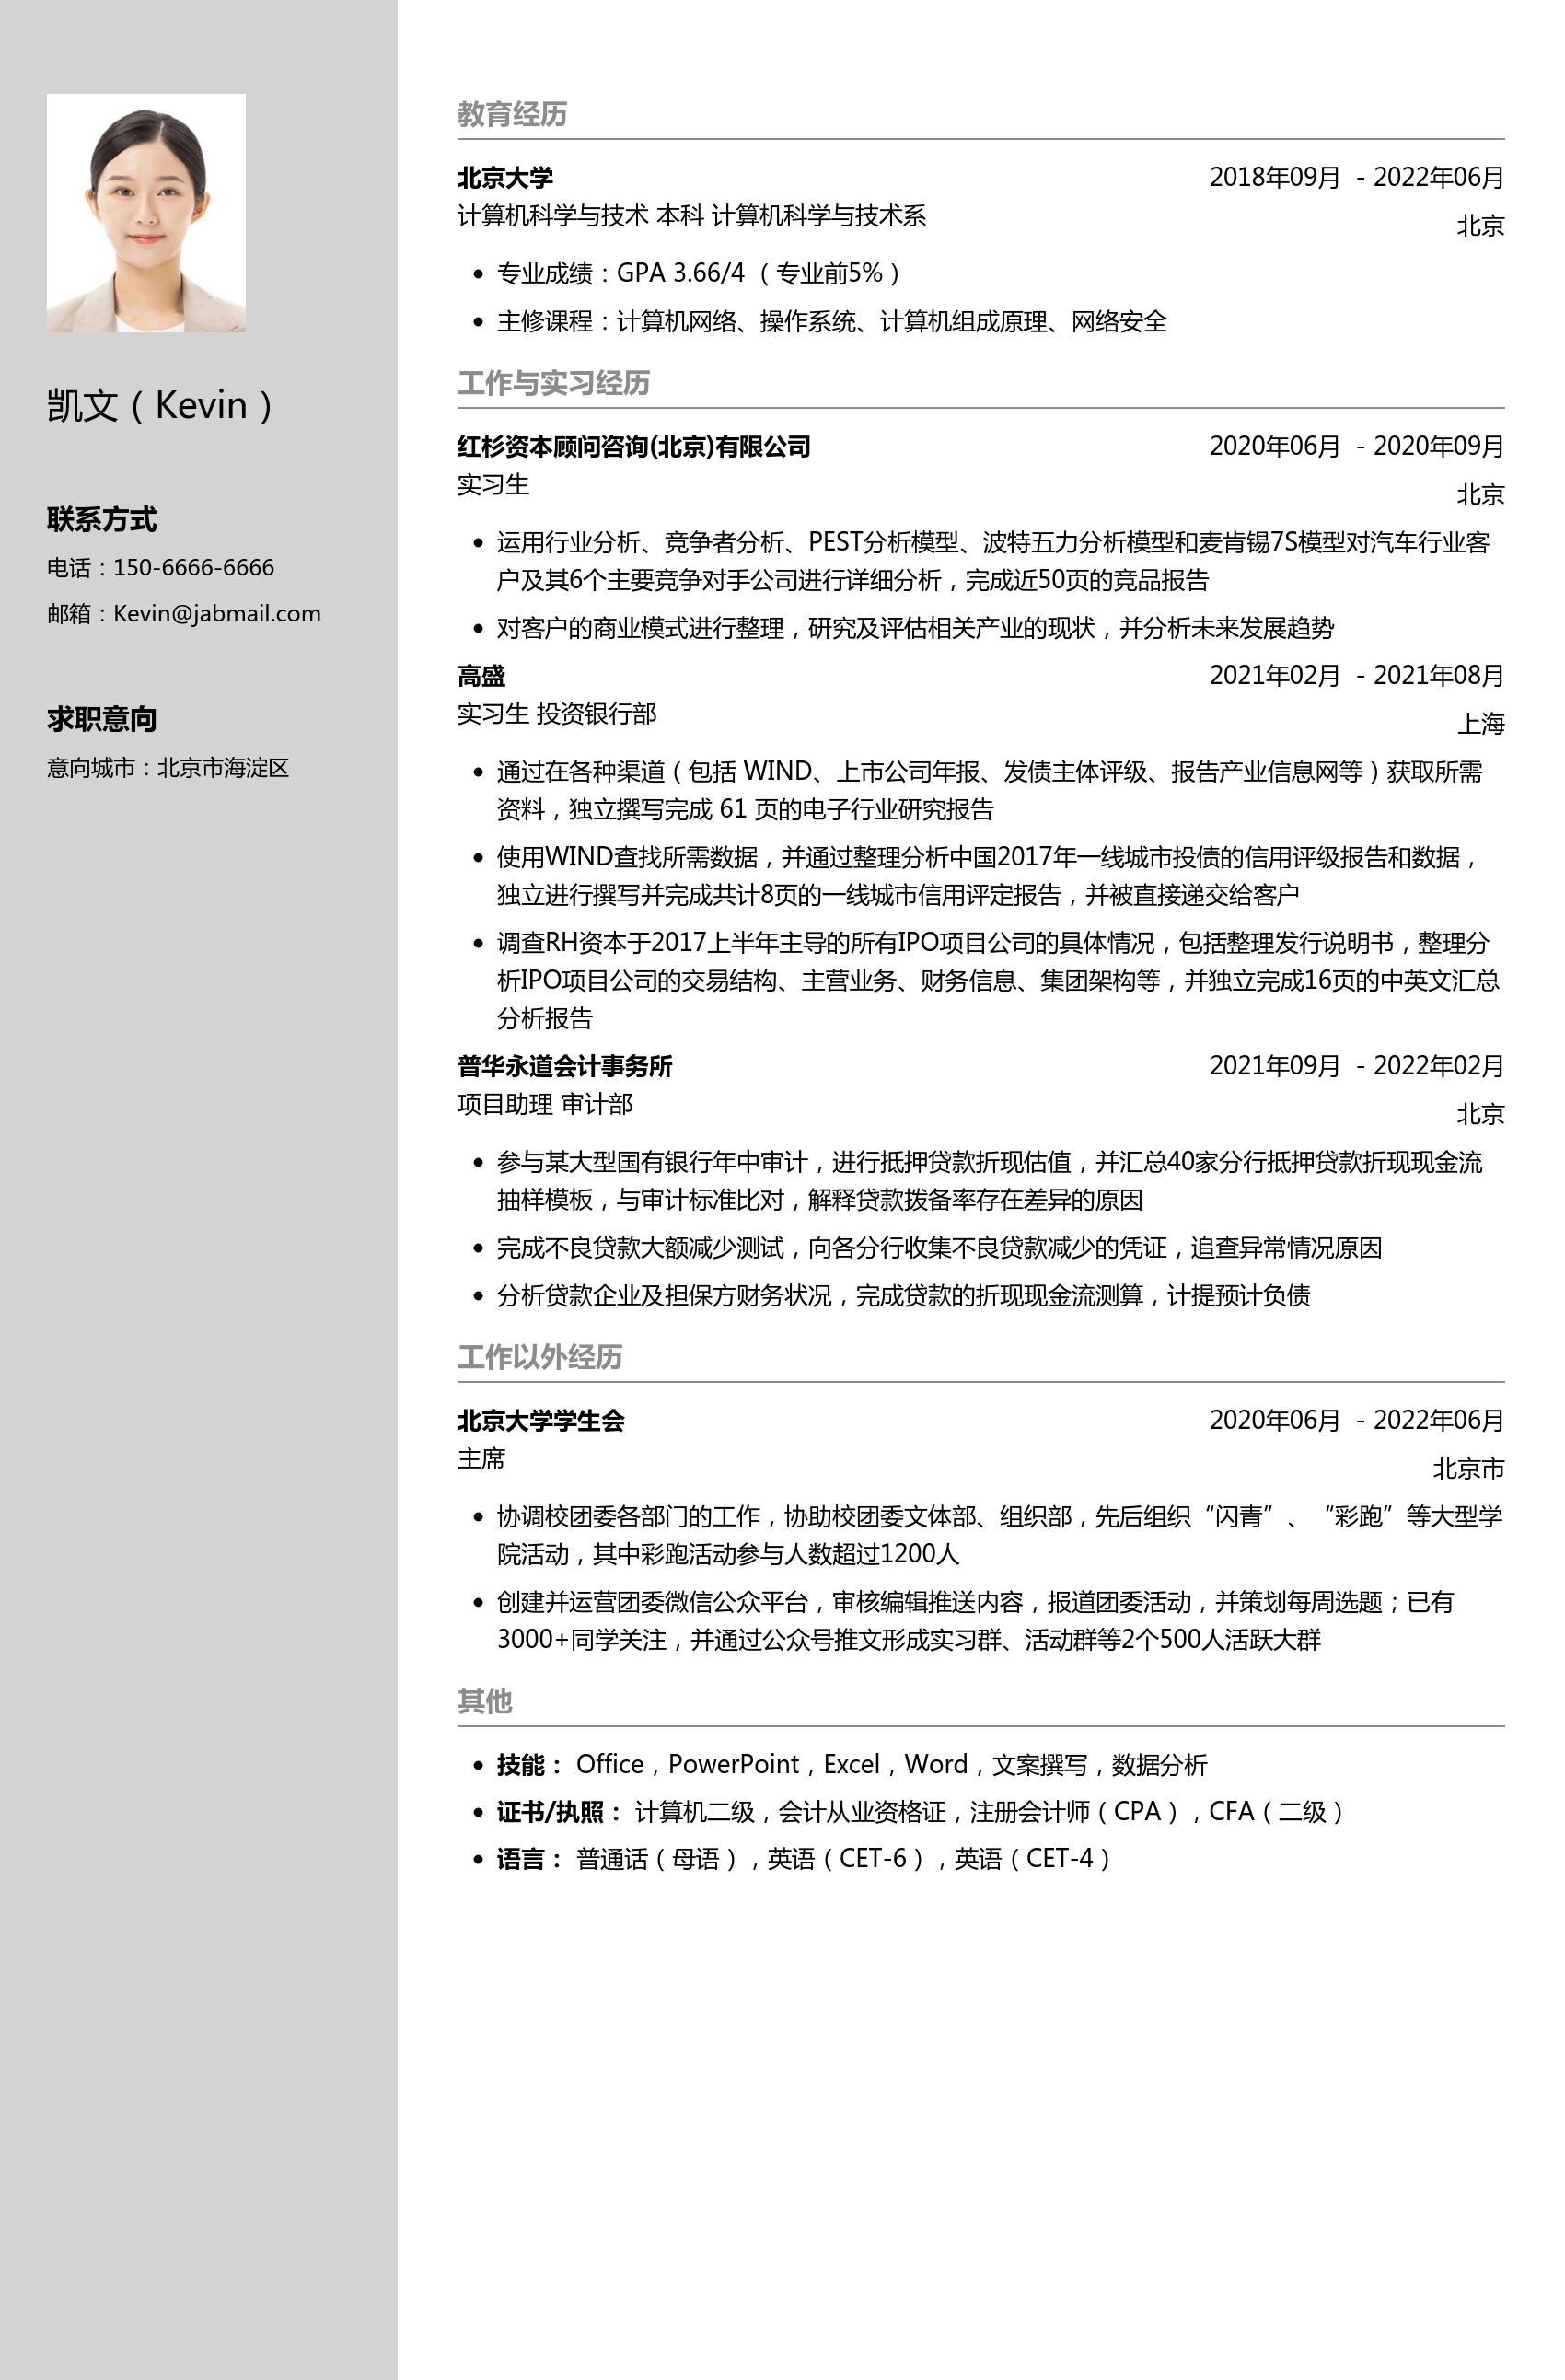 凯文（Kevin）
联系方式
电话：150-6666-6666
邮箱：Kevin@jabmail.com
求职意向
意向城市：北京市海淀区
教育经历
北京大学 2018年09月 - 2022年06月
计算机科学与技术 本科 计算机科学与技术系
北京
• 专业成绩：GPA 3.66/4 （专业前5%）
• 主修课程：计算机网络、操作系统、计算机组成原理、网络安全
工作与实习经历
红杉资本顾问咨询(北京)有限公司 2020年06月 - 2020年09月
实习生
北京
• 运用行业分析、竞争者分析、PEST分析模型、波特五力分析模型和麦肯锡7S模型对汽车行业客
户及其6个主要竞争对手公司进行详细分析，完成近50页的竞品报告
• 对客户的商业模式进行整理，研究及评估相关产业的现状，并分析未来发展趋势
高盛 2021年02月 - 2021年08月
实习生 投资银行部
上海
• 通过在各种渠道（包括 WIND、上市公司年报、发债主体评级、报告产业信息网等）获取所需
资料，独立撰写完成 61 页的电子行业研究报告
• 使用WIND查找所需数据，并通过整理分析中国2017年一线城市投债的信用评级报告和数据，
独立进行撰写并完成共计8页的一线城市信用评定报告，并被直接递交给客户
• 调查RH资本于2017上半年主导的所有IPO项目公司的具体情况，包括整理发行说明书，整理分
析IPO项目公司的交易结构、主营业务、财务信息、集团架构等，并独立完成16页的中英文汇总
分析报告
普华永道会计事务所 2021年09月 - 2022年02月
项目助理 审计部
北京
• 参与某大型国有银行年中审计，进行抵押贷款折现估值，并汇总40家分行抵押贷款折现现金流
抽样模板，与审计标准比对，解释贷款拨备率存在差异的原因
• 完成不良贷款大额减少测试，向各分行收集不良贷款减少的凭证，追查异常情况原因
• 分析贷款企业及担保方财务状况，完成贷款的折现现金流测算，计提预计负债
工作以外经历
北京大学学生会 2020年06月 - 2022年06月
主席
北京市
• 协调校团委各部门的工作，协助校团委文体部、组织部，先后组织“闪青”、“彩跑”等大型学
院活动，其中彩跑活动参与人数超过1200人
• 创建并运营团委微信公众平台，审核编辑推送内容，报道团委活动，并策划每周选题；已有
3000+同学关注，并通过公众号推文形成实习群、活动群等2个500人活跃大群
其他
• 技能： Office，PowerPoint，Excel，Word，文案撰写，数据分析
• 证书/执照： 计算机二级，会计从业资格证，注册会计师（CPA），CFA（二级）
• 语言： 普通话（母语），英语（CET-6），英语（CET-4）